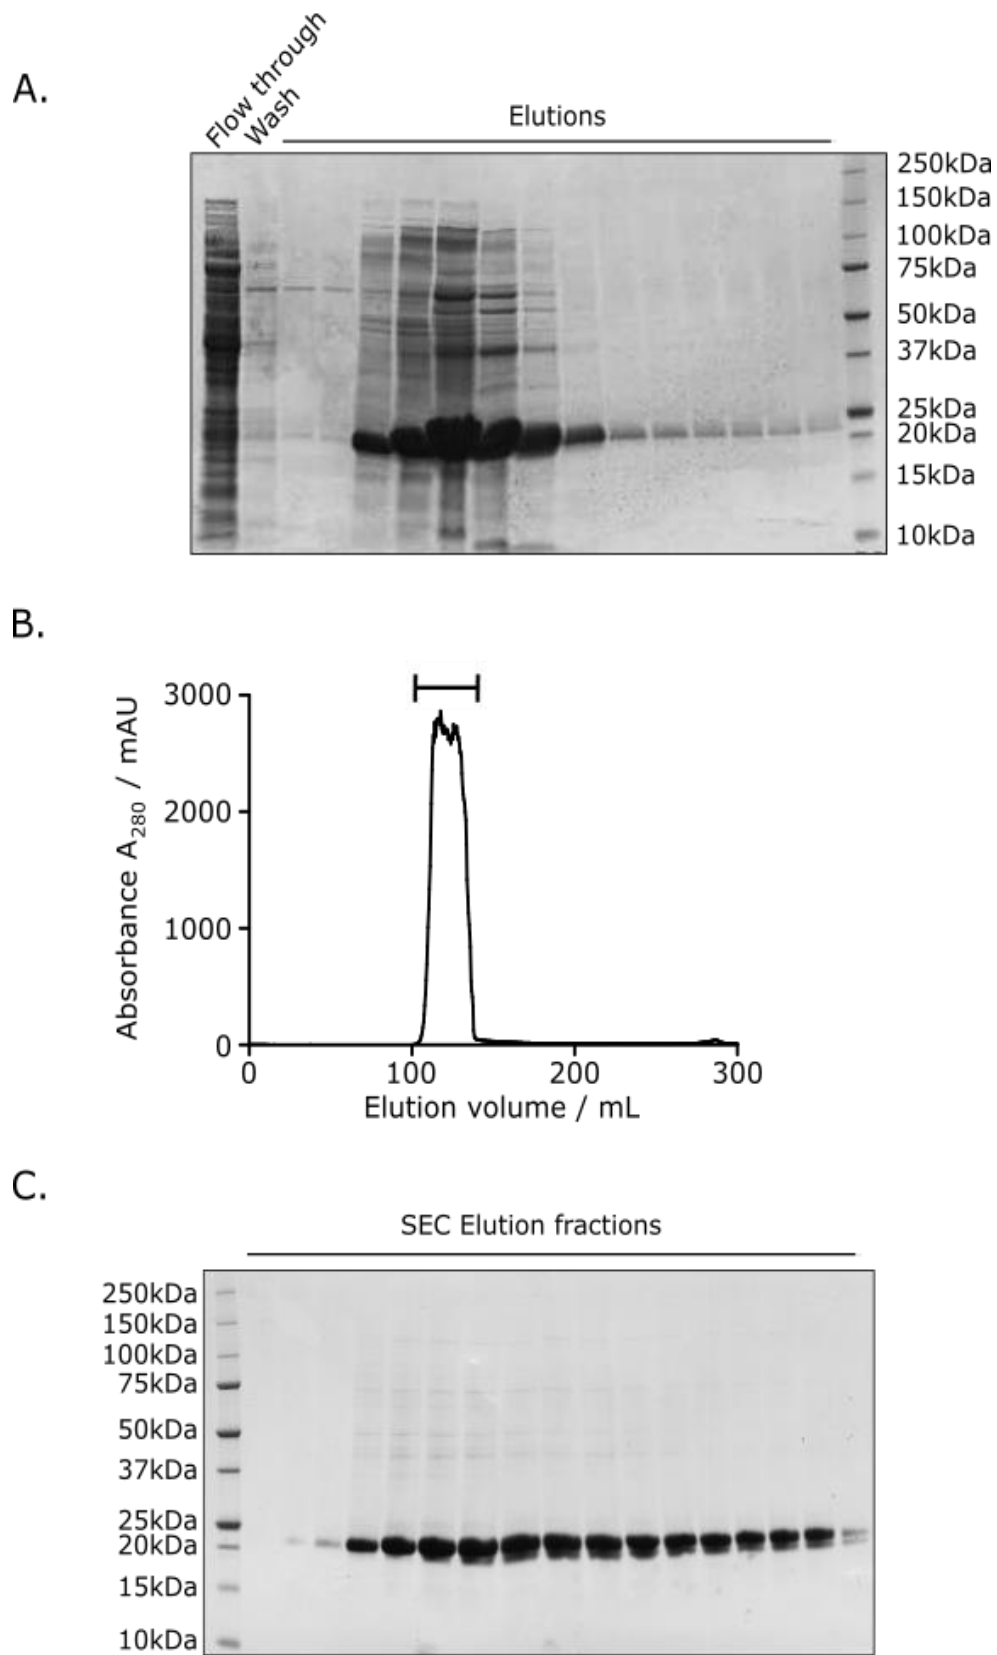 A.
Flow through
Wash
Elutions
250kDa
150kDa
100kDa
75kDa
50kDa
37kDa
25kDa
20kDa
15kDa
10kDa
B.
Absorbance A280 / mAU
3000
2000
1000
0
0 100 200 300
Elution volume / mL
C.
SEC Elution fractions
250kDa
150kDa
100kDa
75kDa
50kDa
37kDa
25kDa
20kDa
15kDa
10kDa